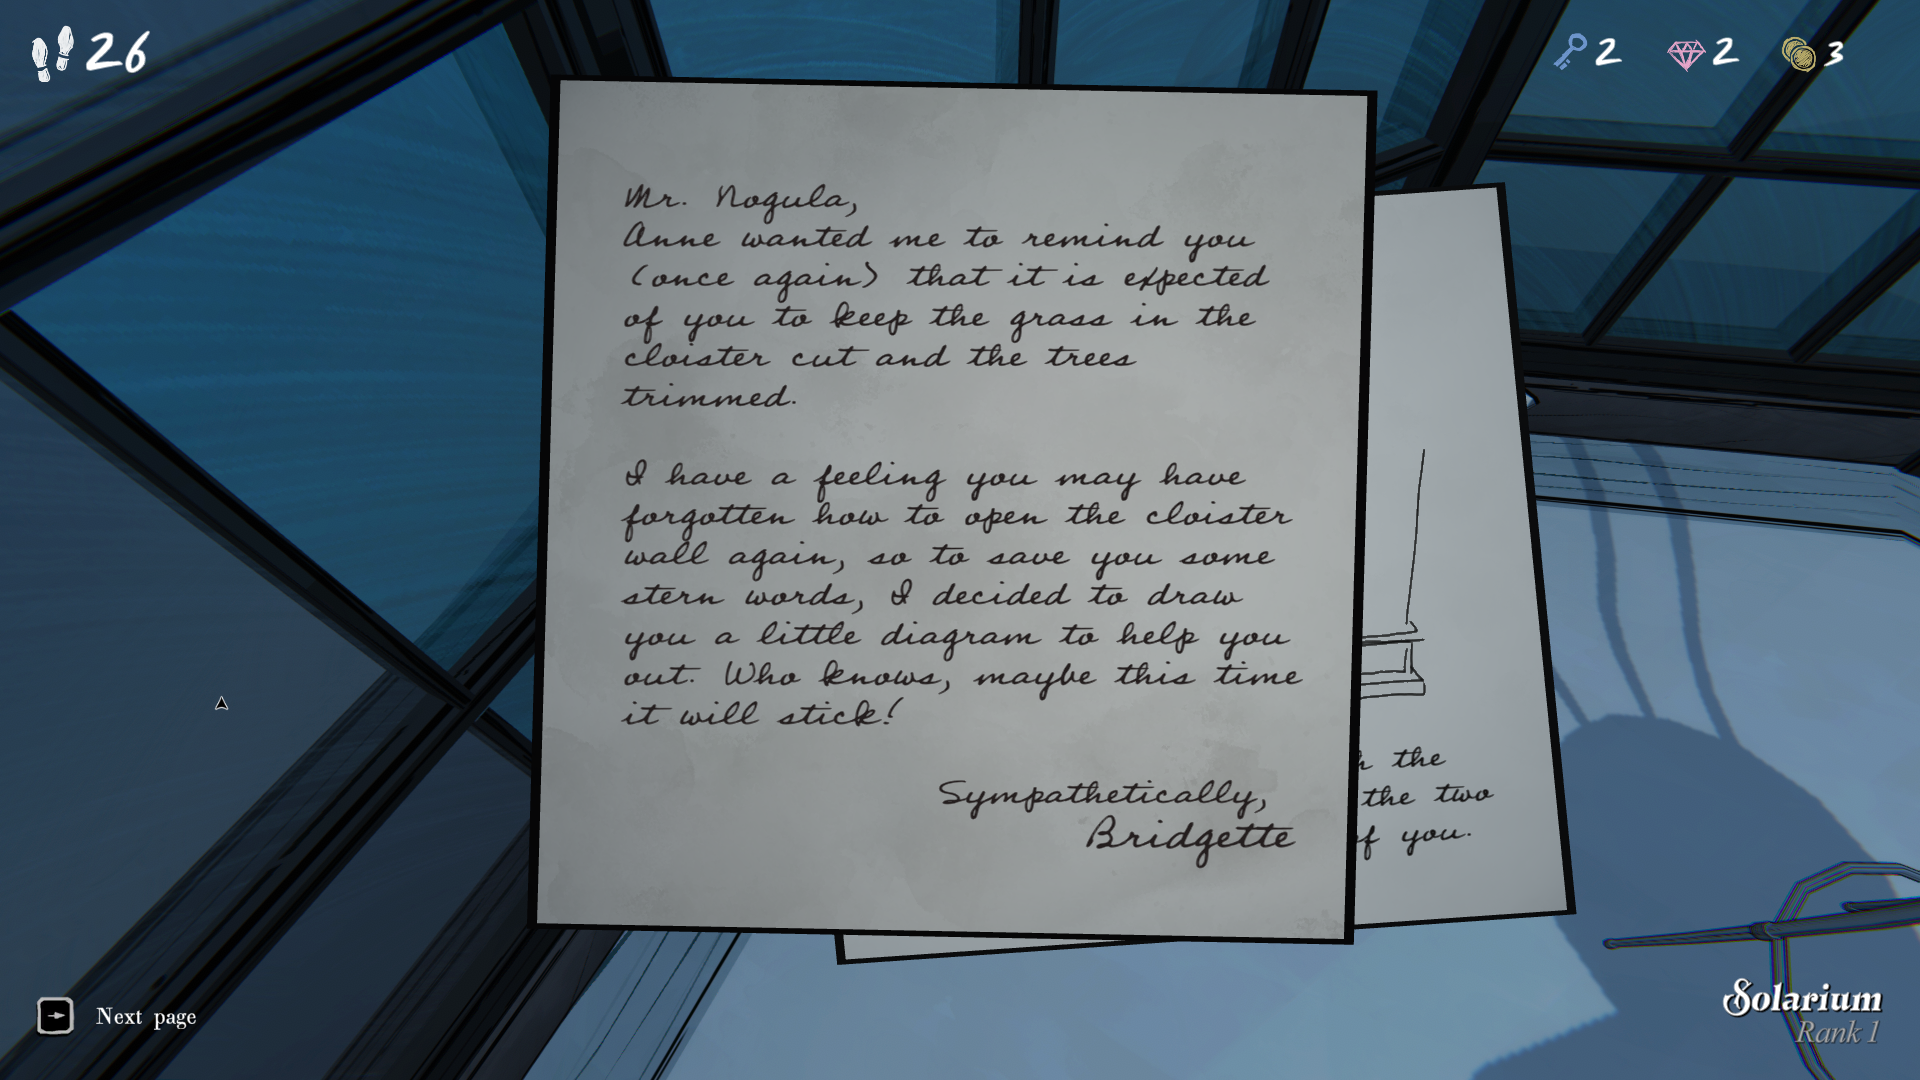 26
2
2
3
Mr. Nogula,
Anne wanted me to remind you
(once again) that it is expected
of you to keep the grass in the
cloister cut and the trees
trimmed.
I have a feeling you may have
forgotten how to open the cloister
wall again, so to save you some
stern words, I decided to draw
you a little diagram to help you
out. Who knows, maybe this time
it will stick!
Sympathetically,
Bridgette
the
the two
of you.
Next page
Solarium
Rank 1